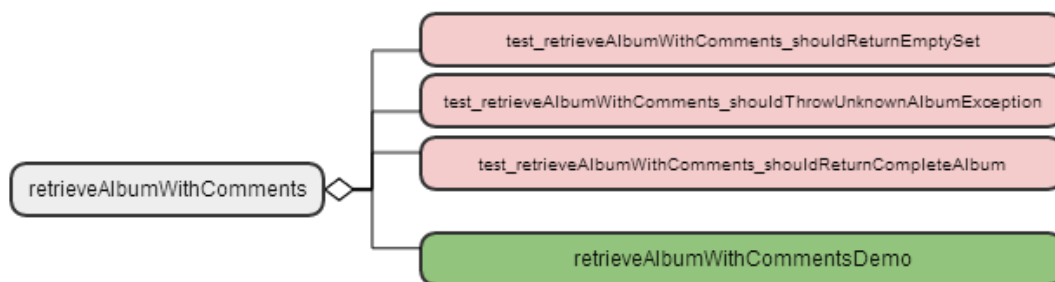 test_retrieveAlbumWithComments_shouldReturnEmptySet
test_retrieveAlbumWithComments_shouldThrowUnknownAlbumException
test_retrieveAlbumWithComments_shouldReturnCompleteAlbum
retrieveAlbumWithComments
retrieveAlbumWithCommentsDemo